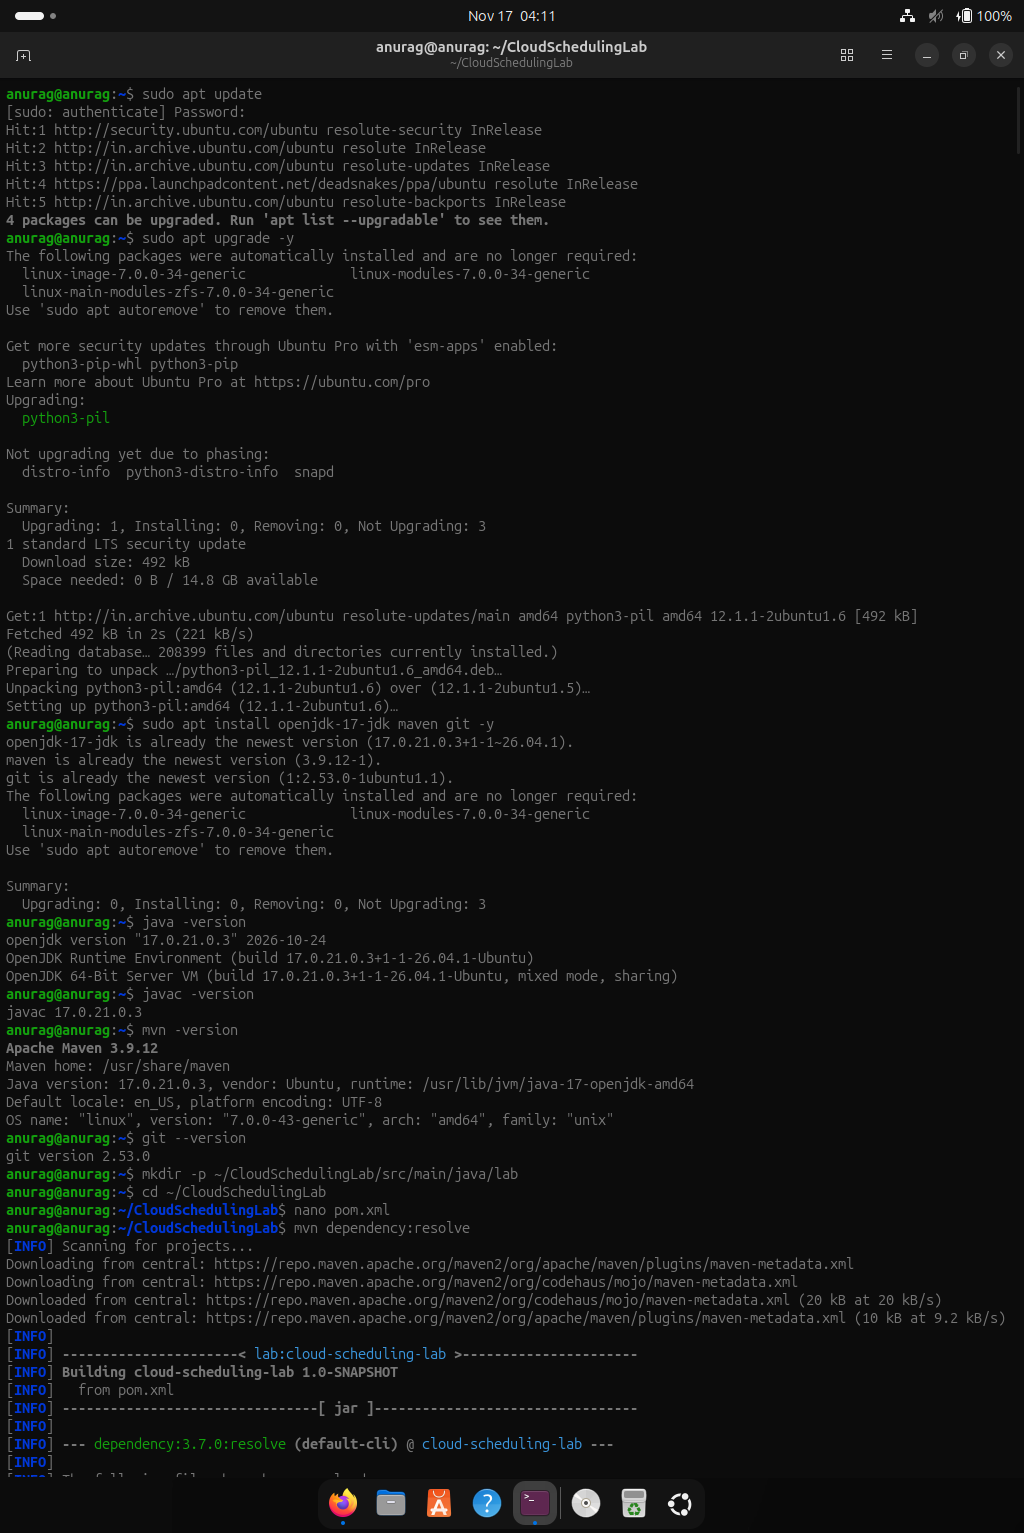 Nov 17 04:11
100%
anurag@anurag: ~/CloudSchedulingLab
~/CloudSchedulingLab
anurag@anurag:~$ sudo apt update
[sudo: authenticate] Password:
Hit:1 http://security.ubuntu.com/ubuntu resolute-security InRelease
Hit:2 http://in.archive.ubuntu.com/ubuntu resolute InRelease
Hit:3 http://in.archive.ubuntu.com/ubuntu resolute-updates InRelease
Hit:4 https://ppa.launchpadcontent.net/deadsnakes/ppa/ubuntu resolute InRelease
Hit:5 http://in.archive.ubuntu.com/ubuntu resolute-backports InRelease
4 packages can be upgraded. Run 'apt list --upgradable' to see them.
anurag@anurag:~$ sudo apt upgrade -y
The following packages were automatically installed and are no longer required:
  linux-image-7.0.0-34-generic             linux-modules-7.0.0-34-generic
  linux-main-modules-zfs-7.0.0-34-generic
Use 'sudo apt autoremove' to remove them.

Get more security updates through Ubuntu Pro with 'esm-apps' enabled:
  python3-pip-whl python3-pip
Learn more about Ubuntu Pro at https://ubuntu.com/pro
Upgrading:
  python3-pil

Not upgrading yet due to phasing:
  distro-info  python3-distro-info  snapd

Summary:
  Upgrading: 1, Installing: 0, Removing: 0, Not Upgrading: 3
1 standard LTS security update
  Download size: 492 kB
  Space needed: 0 B / 14.8 GB available

Get:1 http://in.archive.ubuntu.com/ubuntu resolute-updates/main amd64 python3-pil amd64 12.1.1-2ubuntu1.6 [492 kB]
Fetched 492 kB in 2s (221 kB/s)
(Reading database… 208399 files and directories currently installed.)
Preparing to unpack …/python3-pil_12.1.1-2ubuntu1.6_amd64.deb…
Unpacking python3-pil:amd64 (12.1.1-2ubuntu1.6) over (12.1.1-2ubuntu1.5)…
Setting up python3-pil:amd64 (12.1.1-2ubuntu1.6)…
anurag@anurag:~$ sudo apt install openjdk-17-jdk maven git -y
openjdk-17-jdk is already the newest version (17.0.21.0.3+1-1~26.04.1).
maven is already the newest version (3.9.12-1).
git is already the newest version (1:2.53.0-1ubuntu1.1).
The following packages were automatically installed and are no longer required:
  linux-image-7.0.0-34-generic             linux-modules-7.0.0-34-generic
  linux-main-modules-zfs-7.0.0-34-generic
Use 'sudo apt autoremove' to remove them.

Summary:
  Upgrading: 0, Installing: 0, Removing: 0, Not Upgrading: 3
anurag@anurag:~$ java -version
openjdk version "17.0.21.0.3" 2026-10-24
OpenJDK Runtime Environment (build 17.0.21.0.3+1-1-26.04.1-Ubuntu)
OpenJDK 64-Bit Server VM (build 17.0.21.0.3+1-1-26.04.1-Ubuntu, mixed mode, sharing)
anurag@anurag:~$ javac -version
javac 17.0.21.0.3
anurag@anurag:~$ mvn -version
Apache Maven 3.9.12
Maven home: /usr/share/maven
Java version: 17.0.21.0.3, vendor: Ubuntu, runtime: /usr/lib/jvm/java-17-openjdk-amd64
Default locale: en_US, platform encoding: UTF-8
OS name: "linux", version: "7.0.0-43-generic", arch: "amd64", family: "unix"
anurag@anurag:~$ git --version
git version 2.53.0
anurag@anurag:~$ mkdir -p ~/CloudSchedulingLab/src/main/java/lab
anurag@anurag:~$ cd ~/CloudSchedulingLab
anurag@anurag:~/CloudSchedulingLab$ nano pom.xml
anurag@anurag:~/CloudSchedulingLab$ mvn dependency:resolve
[INFO] Scanning for projects...
Downloading from central: https://repo.maven.apache.org/maven2/org/apache/maven/plugins/maven-metadata.xml
Downloading from central: https://repo.maven.apache.org/maven2/org/codehaus/mojo/maven-metadata.xml
Downloaded from central: https://repo.maven.apache.org/maven2/org/codehaus/mojo/maven-metadata.xml (20 kB at 20 kB/s)
Downloaded from central: https://repo.maven.apache.org/maven2/org/apache/maven/plugins/maven-metadata.xml (10 kB at 9.2 kB/s)
[INFO]
[INFO] ----------------------< lab:cloud-scheduling-lab >----------------------
[INFO] Building cloud-scheduling-lab 1.0-SNAPSHOT
[INFO]   from pom.xml
[INFO] --------------------------------[ jar ]---------------------------------
[INFO]
[INFO] --- dependency:3.7.0:resolve (default-cli) @ cloud-scheduling-lab ---
[INFO]